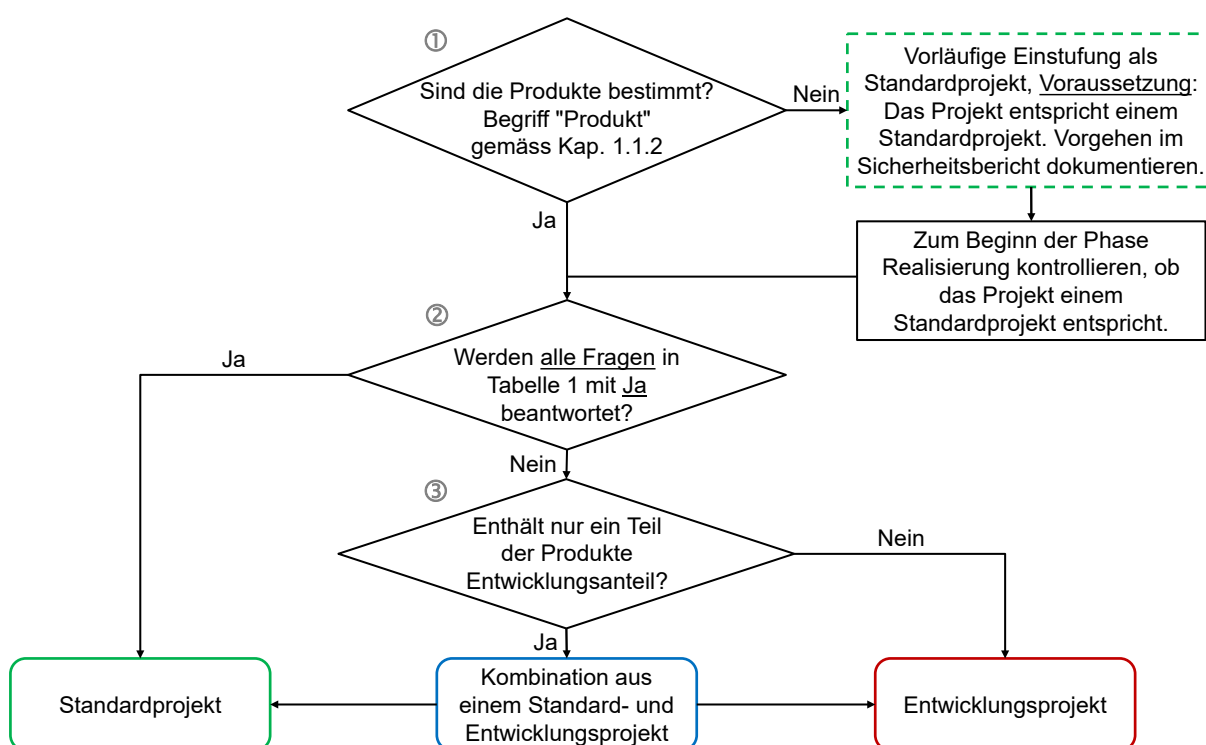 ①
Sind die Produkte bestimmt?
Begriff "Produkt"
gemäss Kap. 1.1.2
Nein
Vorläufige Einstufung als
Standardprojekt, Voraussetzung:
Das Projekt entspricht einem
Standardprojekt. Vorgehen im
Sicherheitsbericht dokumentieren.
Ja
Zum Beginn der Phase
Realisierung kontrollieren, ob
das Projekt einem
Standardprojekt entspricht.
②
Werden alle Fragen in
Tabelle 1 mit Ja
beantwortet?
Ja
Nein
③
Enthält nur ein Teil
der Produkte
Entwicklungsanteil?
Nein
Ja
Standardprojekt
Kombination aus
einem Standard- und
Entwicklungsprojekt
Entwicklungsprojekt